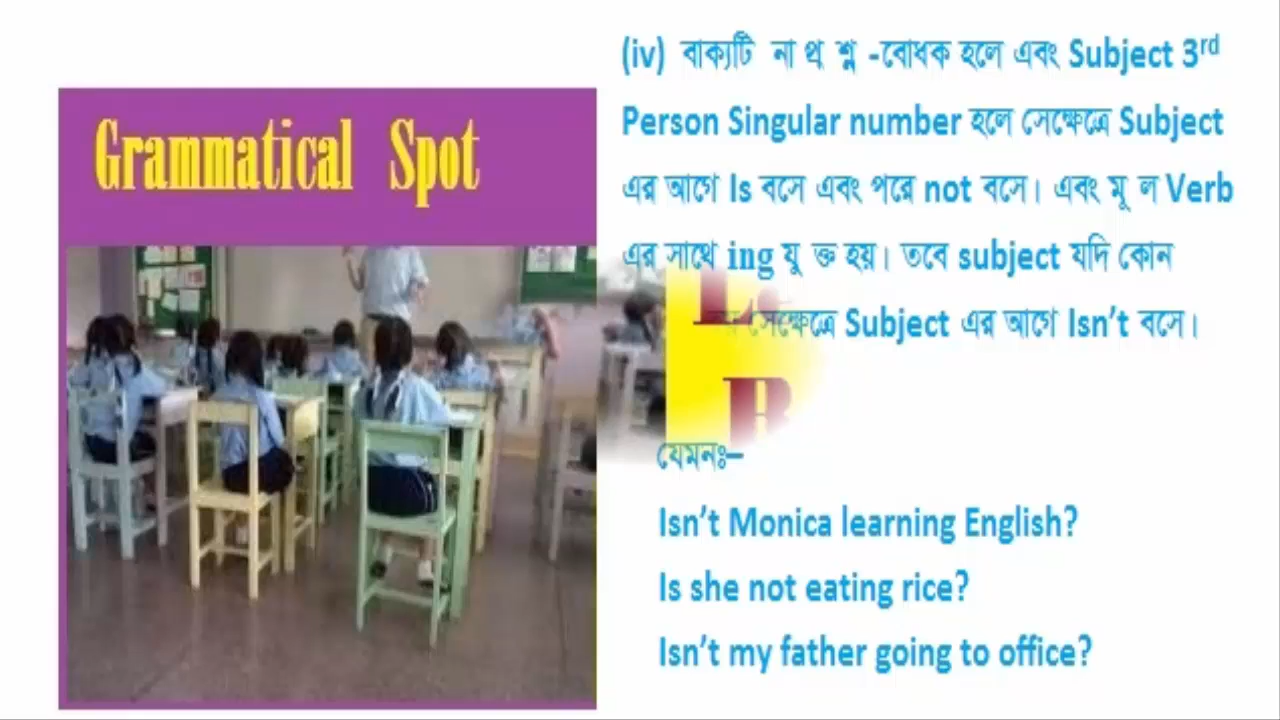 Grammatical Spot
(iv) বাক্যটি না প্র শ্ন -বোধক হলে এবং Subject 3rd
Person Singular number হলে সেক্ষেত্রে Subject
এর আগে Is বসে এবং পরে not বসে। এবং মূ ল Verb
এর সাথে ing যু ক্ত হয়। তবে subject যদি কোন
সেক্ষেত্রে Subject এর আগে Isn’t বসে।
L.
B
যেমনঃ–
Isn’t Monica learning English?
Is she not eating rice?
Isn’t my father going to office?